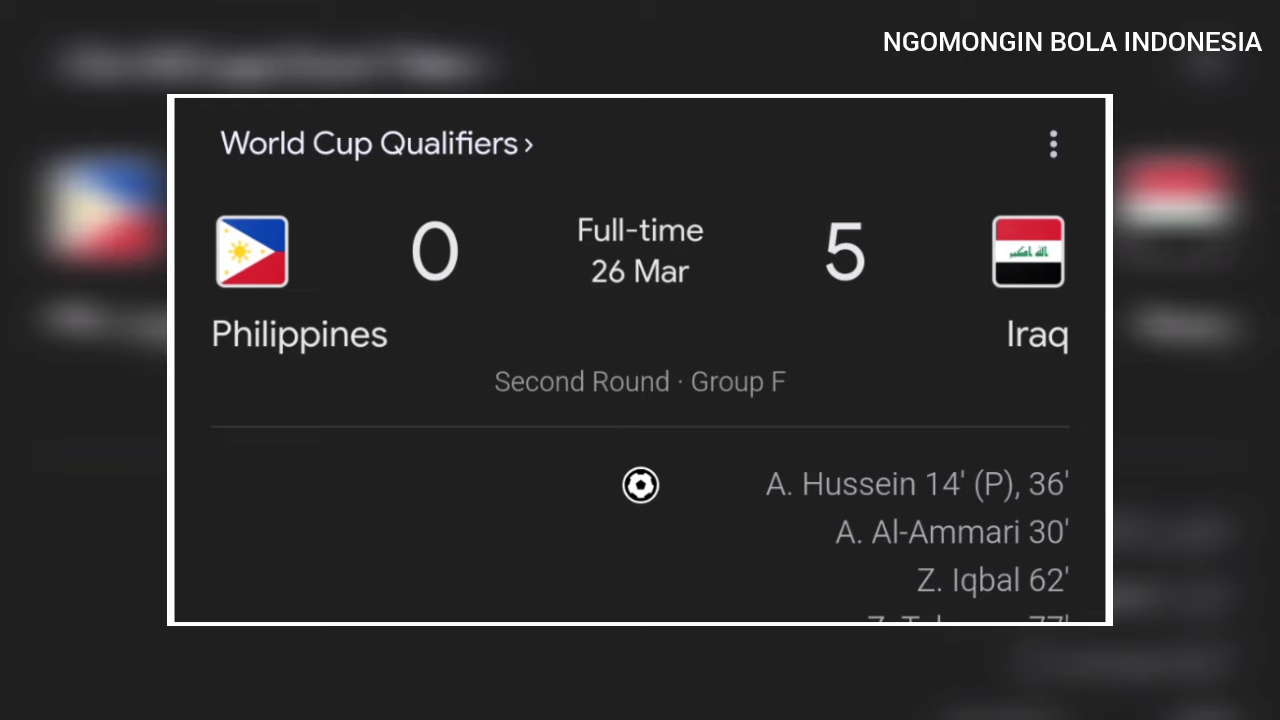 NGOMONGIN BOLA INDONESIA
World Cup Qualifiers ›
0 Full-time 5
26 Mar
Philippines Iraq
Second Round · Group F
A. Hussein 14' (P), 36'
A. Al-Ammari 30'
Z. Iqbal 62'